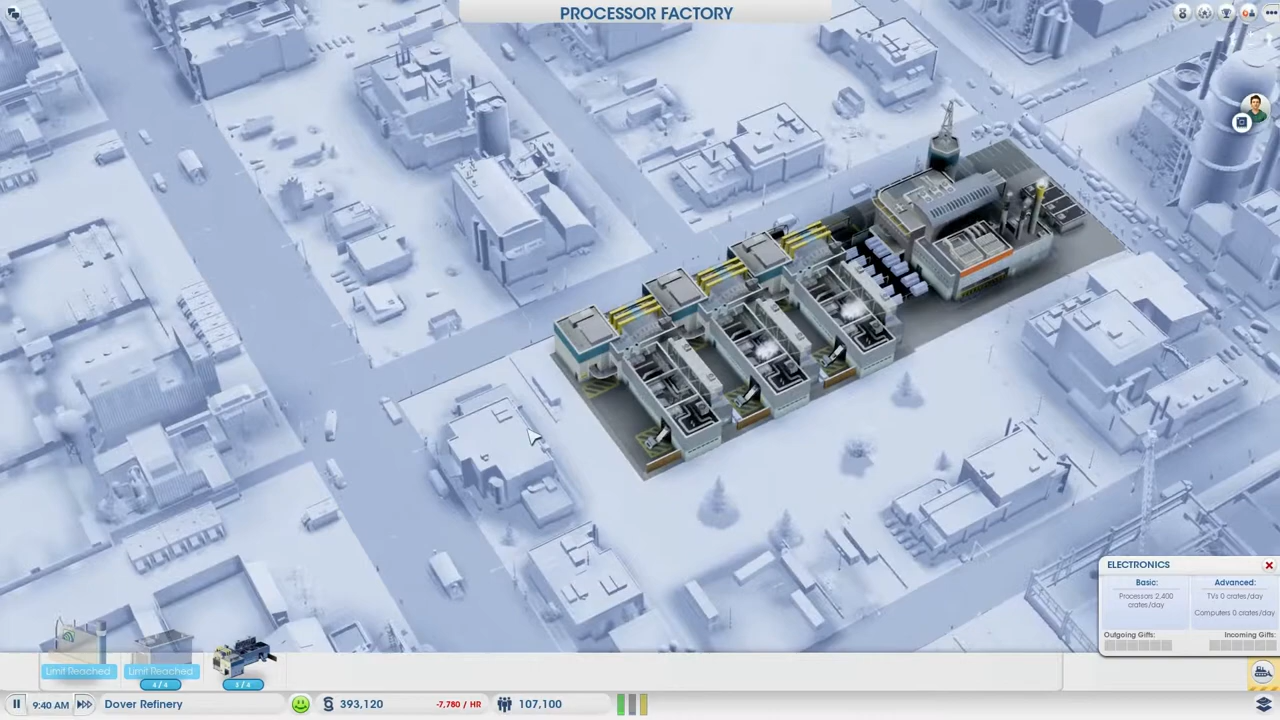 PROCESSOR FACTORY
ELECTRONICS
Basic:
Advanced:
Processors 2,400
crates/day
TVs 0 crates/day
Computers 0 crates/day
Outgoing Gifts:
Incoming Gifts:
Limit Reached
Limit Reached
4 / 4
9:40 AM
Dover Refinery
393,120
-7,780 / HR
107,100